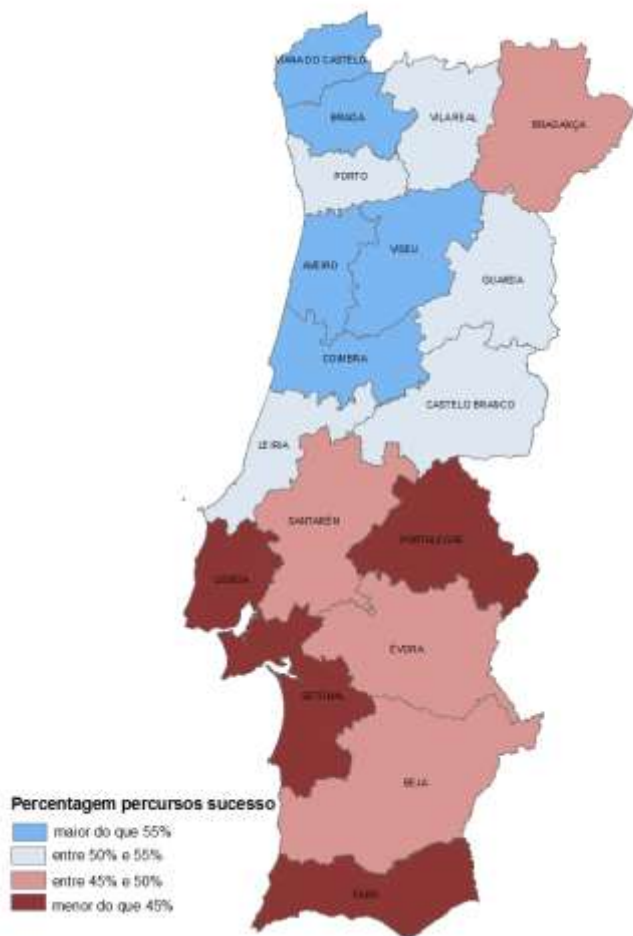 VIANA DO CASTELO
BRAGA
VILA REAL
BRAGANÇA
PORTO
AVEIRO
VISEU
GUARDA
COIMBRA
CASTELO BRANCO
LEIRIA
SANTARÉM
PORTALEGRE
LISBOA
ÉVORA
SETÚBAL
BEJA
FARO
Percentagem percursos sucesso
maior do que 55%
entre 50% e 55%
entre 45% e 50%
menor do que 45%